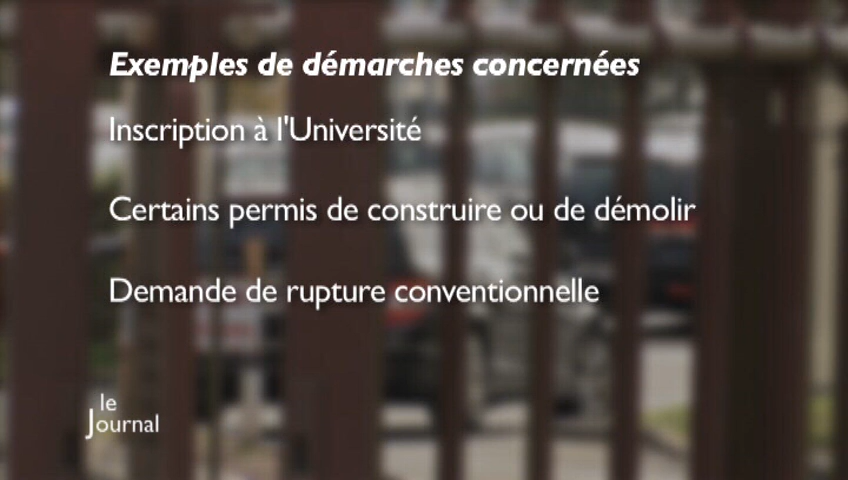 Exemples de démarches concernées
Inscription à l'Université
Certains permis de construire ou de démolir
Demande de rupture conventionnelle
le
Journal